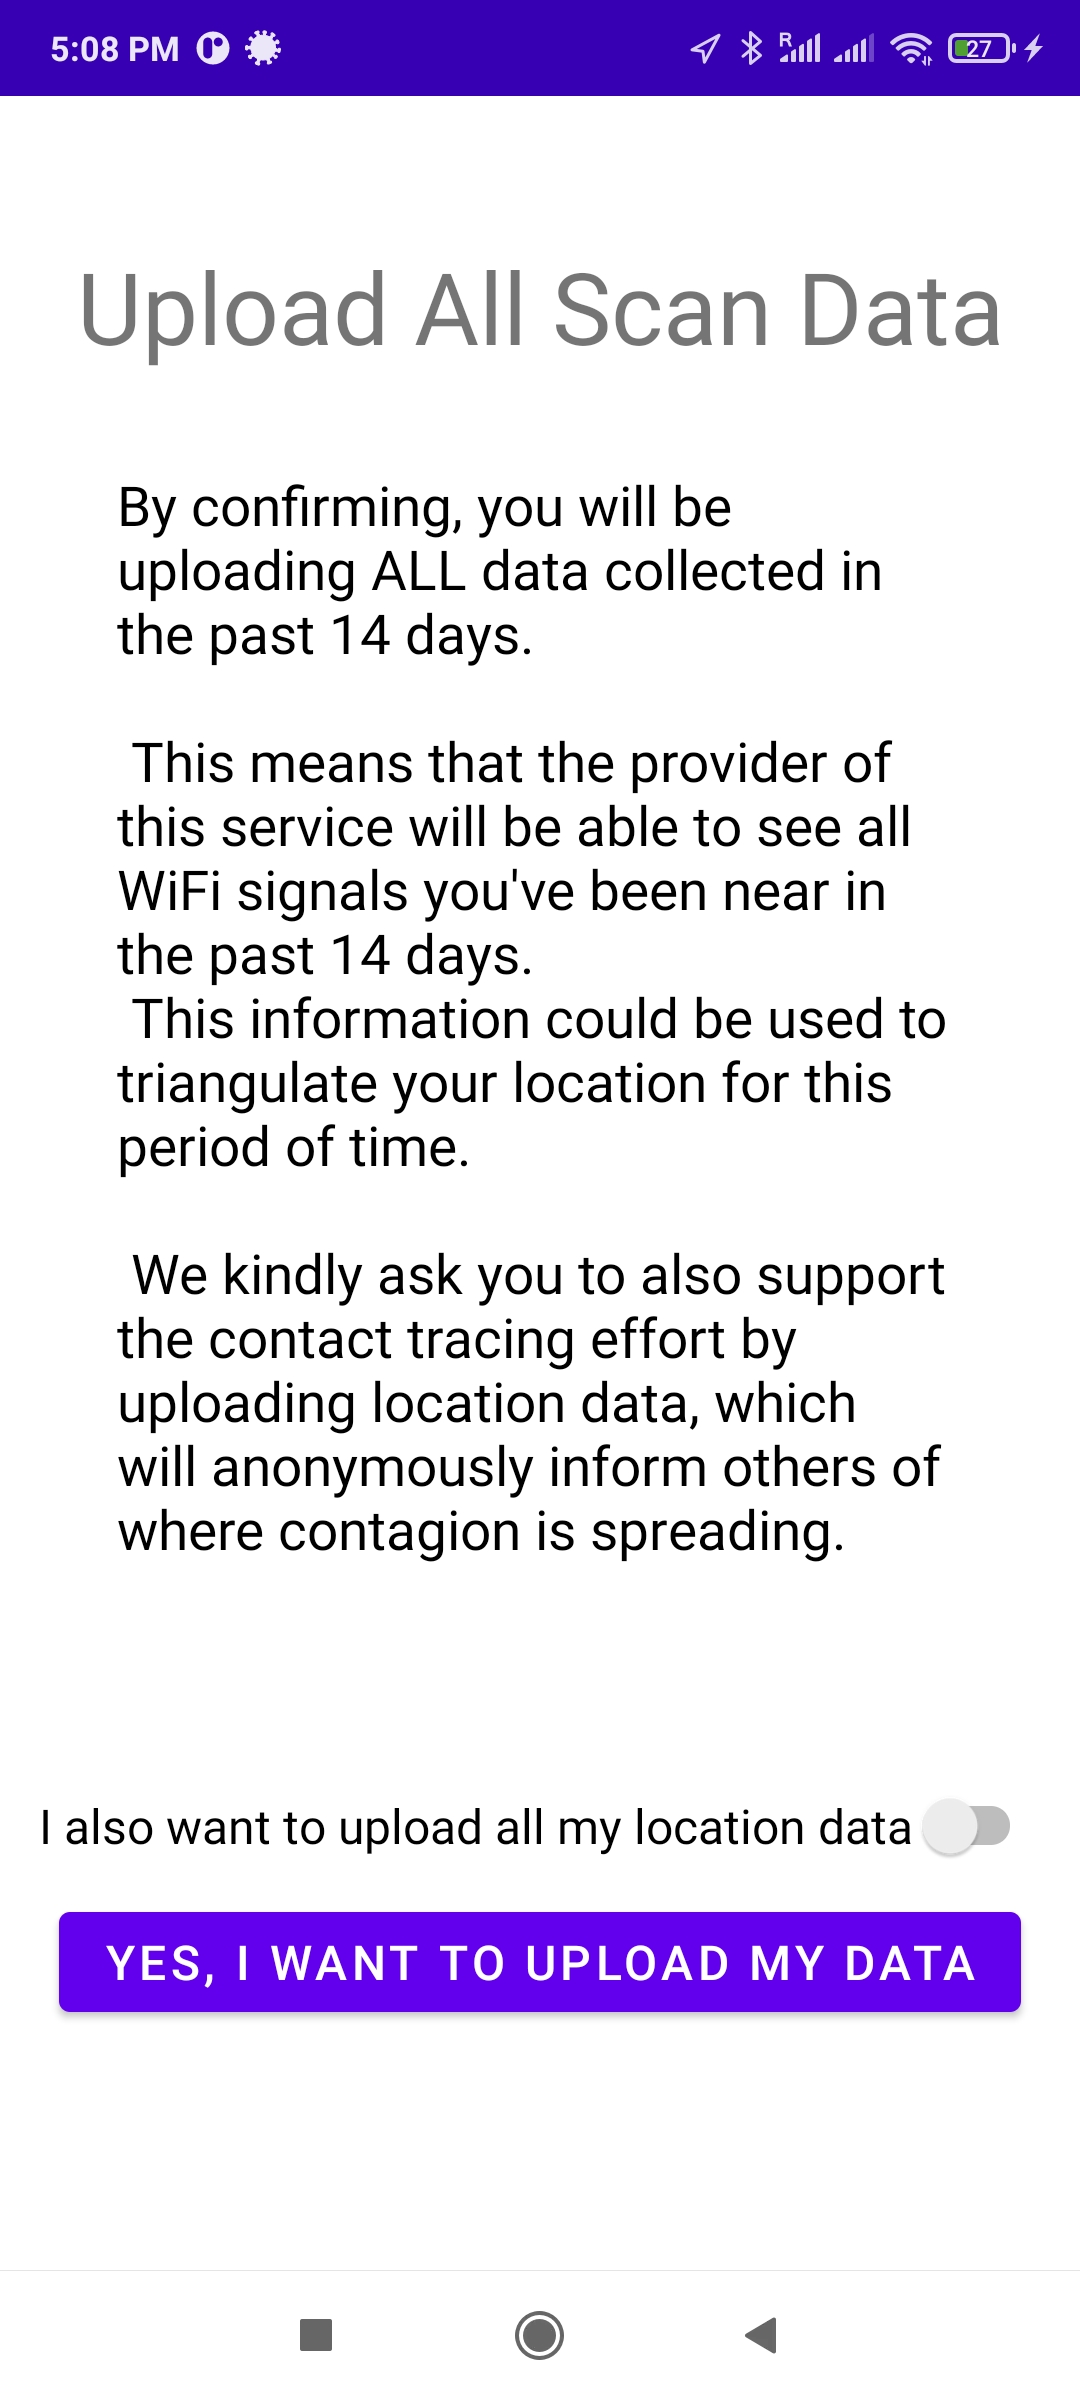 5:08 PM
R
27
Upload All Scan Data
By confirming, you will be
uploading ALL data collected in
the past 14 days.
This means that the provider of
this service will be able to see all
WiFi signals you've been near in
the past 14 days.
This information could be used to
triangulate your location for this
period of time.
We kindly ask you to also support
the contact tracing effort by
uploading location data, which
will anonymously inform others of
where contagion is spreading.
I also want to upload all my location data
YES, I WANT TO UPLOAD MY DATA